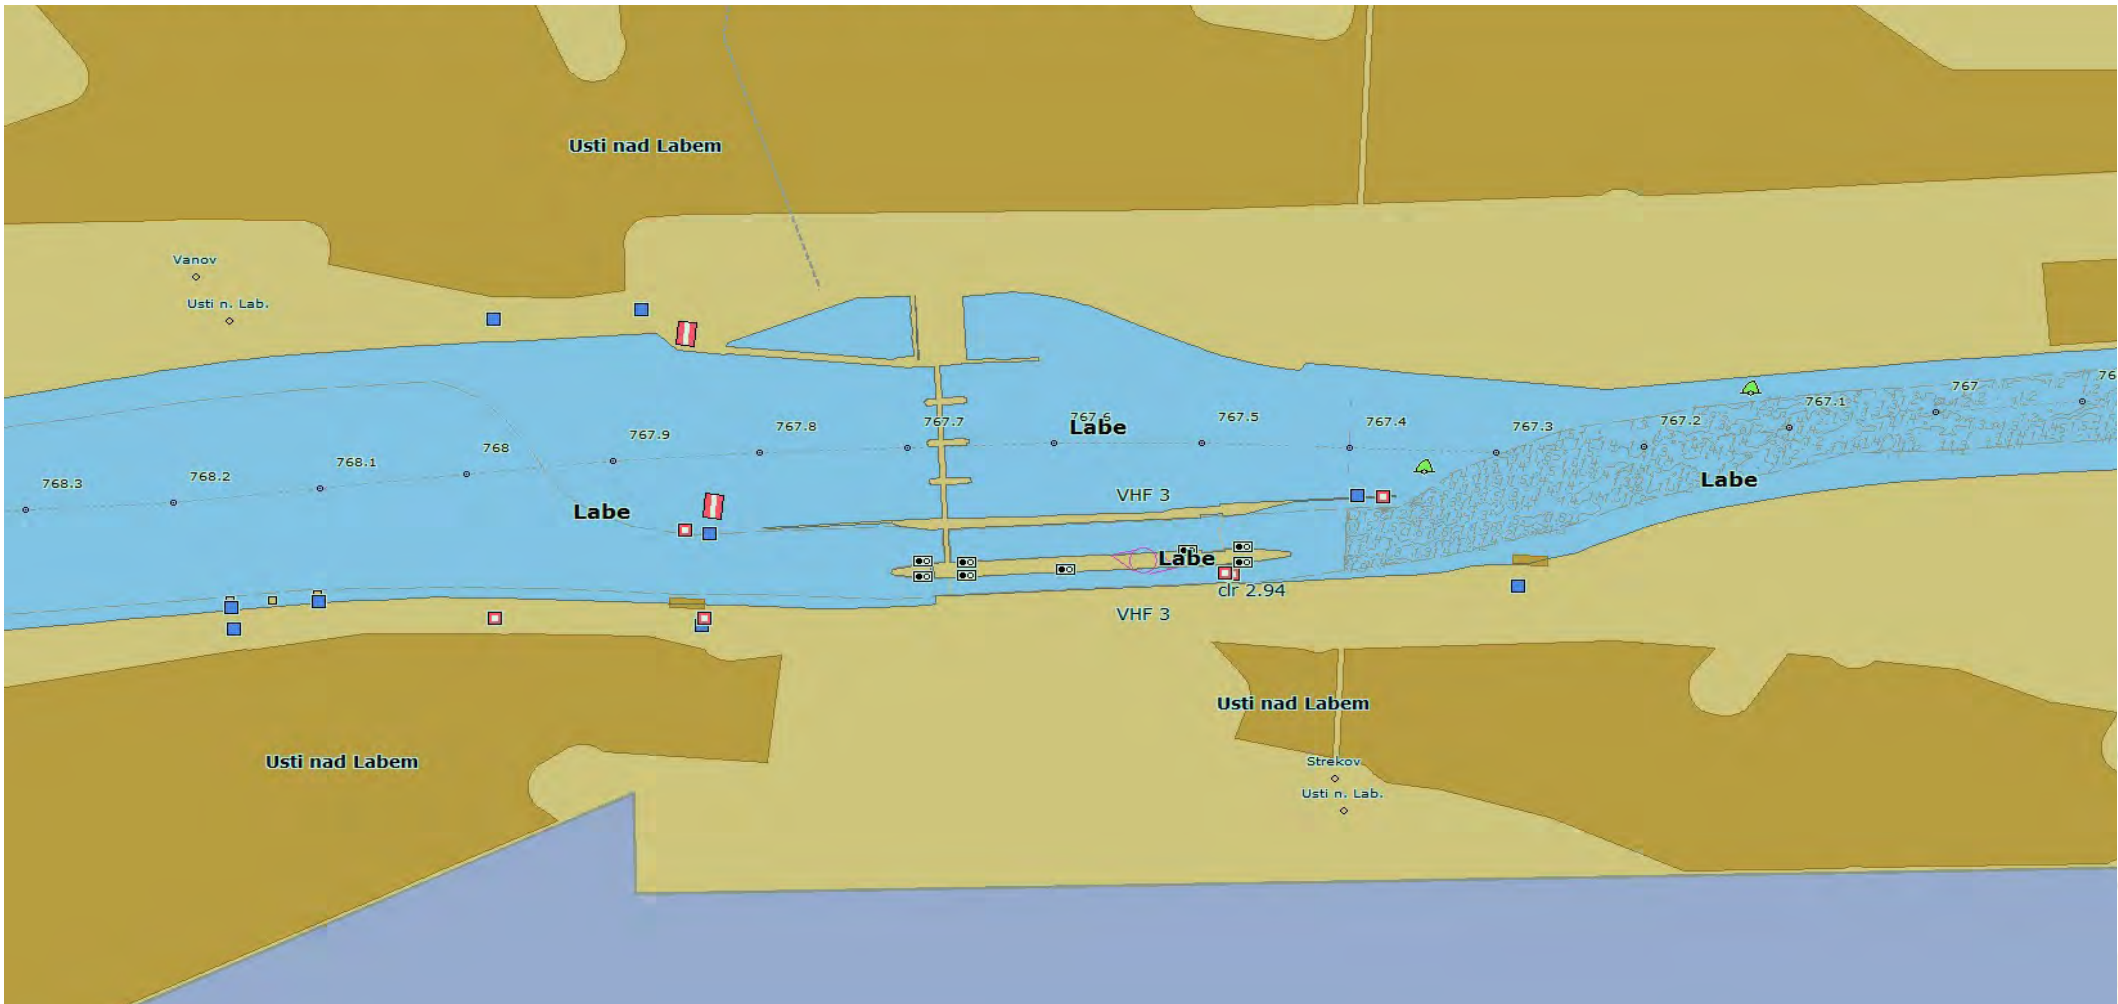 Usti nad Labem
Vanov
Usti n. Lab.
768.3
768.2
768.1
768
767.9
767.8
767.7
767.6
767.5
767.4
767.3
767.2
767.1
767
Labe
Labe
Labe
Labe
VHF 3
clr 2.94
VHF 3
Usti nad Labem
Usti nad Labem
Strekov
Usti n. Lab.